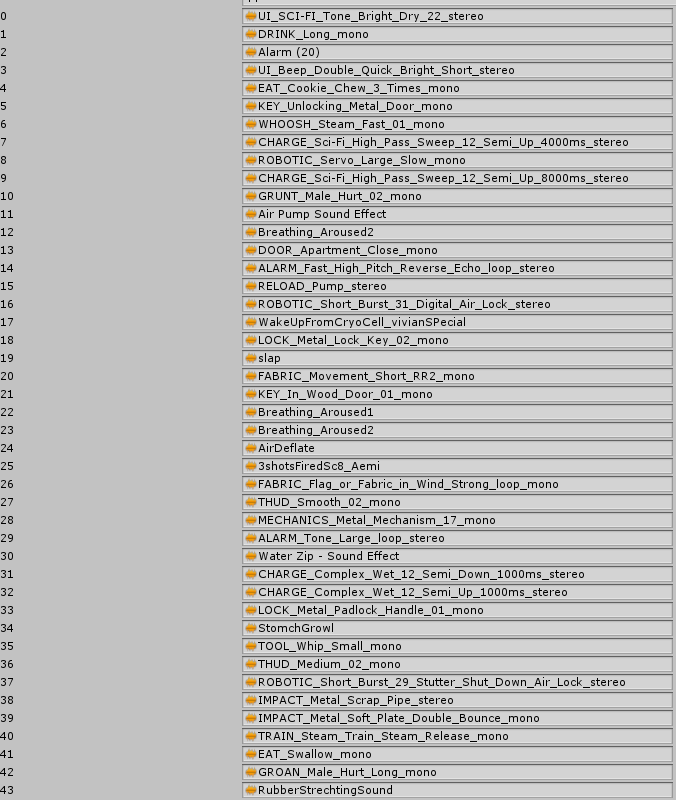 0 UI_SCI-FI_Tone_Bright_Dry_22_stereo
1 DRINK_Long_mono
2 Alarm (20)
3 UI_Beep_Double_Quick_Bright_Short_stereo
4 EAT_Cookie_Chew_3_Times_mono
5 KEY_Unlocking_Metal_Door_mono
6 WHOOSH_Steam_Fast_01_mono
7 CHARGE_Sci-Fi_High_Pass_Sweep_12_Semi_Up_4000ms_stereo
8 ROBOTIC_Servo_Large_Slow_mono
9 CHARGE_Sci-Fi_High_Pass_Sweep_12_Semi_Up_8000ms_stereo
10 GRUNT_Male_Hurt_02_mono
11 Air Pump Sound Effect
12 Breathing_Aroused2
13 DOOR_Apartment_Close_mono
14 ALARM_Fast_High_Pitch_Reverse_Echo_loop_stereo
15 RELOAD_Pump_stereo
16 ROBOTIC_Short_Burst_31_Digital_Air_Lock_stereo
17 WakeUpFromCryoCell_vivianSPecial
18 LOCK_Metal_Lock_Key_02_mono
19 slap
20 FABRIC_Movement_Short_RR2_mono
21 KEY_In_Wood_Door_01_mono
22 Breathing_Aroused1
23 Breathing_Aroused2
24 AirDeflate
25 3shotsFiredSc8_Aemi
26 FABRIC_Flag_or_Fabric_in_Wind_Strong_loop_mono
27 THUD_Smooth_02_mono
28 MECHANICS_Metal_Mechanism_17_mono
29 ALARM_Tone_Large_loop_stereo
30 Water Zip - Sound Effect
31 CHARGE_Complex_Wet_12_Semi_Down_1000ms_stereo
32 CHARGE_Complex_Wet_12_Semi_Up_1000ms_stereo
33 LOCK_Metal_Padlock_Handle_01_mono
34 StomchGrowl
35 TOOL_Whip_Small_mono
36 THUD_Medium_02_mono
37 ROBOTIC_Short_Burst_29_Stutter_Shut_Down_Air_Lock_stereo
38 IMPACT_Metal_Scrap_Pipe_stereo
39 IMPACT_Metal_Soft_Plate_Double_Bounce_mono
40 TRAIN_Steam_Train_Steam_Release_mono
41 EAT_Swallow_mono
42 GROAN_Male_Hurt_Long_mono
43 RubberStrechtingSound